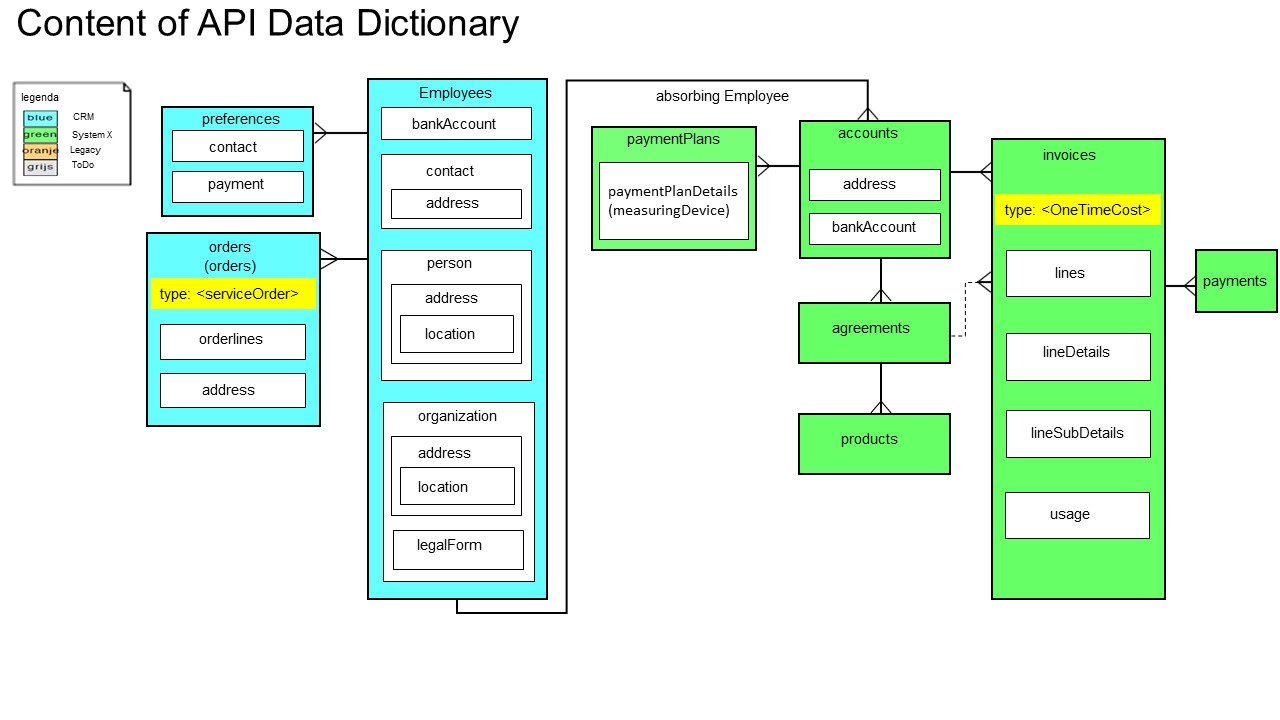 Content of API Data Dictionary
legenda
blue CRM
green System X
oranje Legacy
grijs ToDo
preferences
contact
payment
orders
(orders)
type: <serviceOrder>
orderlines
address
Employees
bankAccount
contact
address
person
address
location
organization
address
location
legalForm
absorbing Employee
paymentPlans
paymentPlanDetails
(measuringDevice)
accounts
address
bankAccount
agreements
products
invoices
type: <OneTimeCost>
lines
lineDetails
lineSubDetails
usage
payments